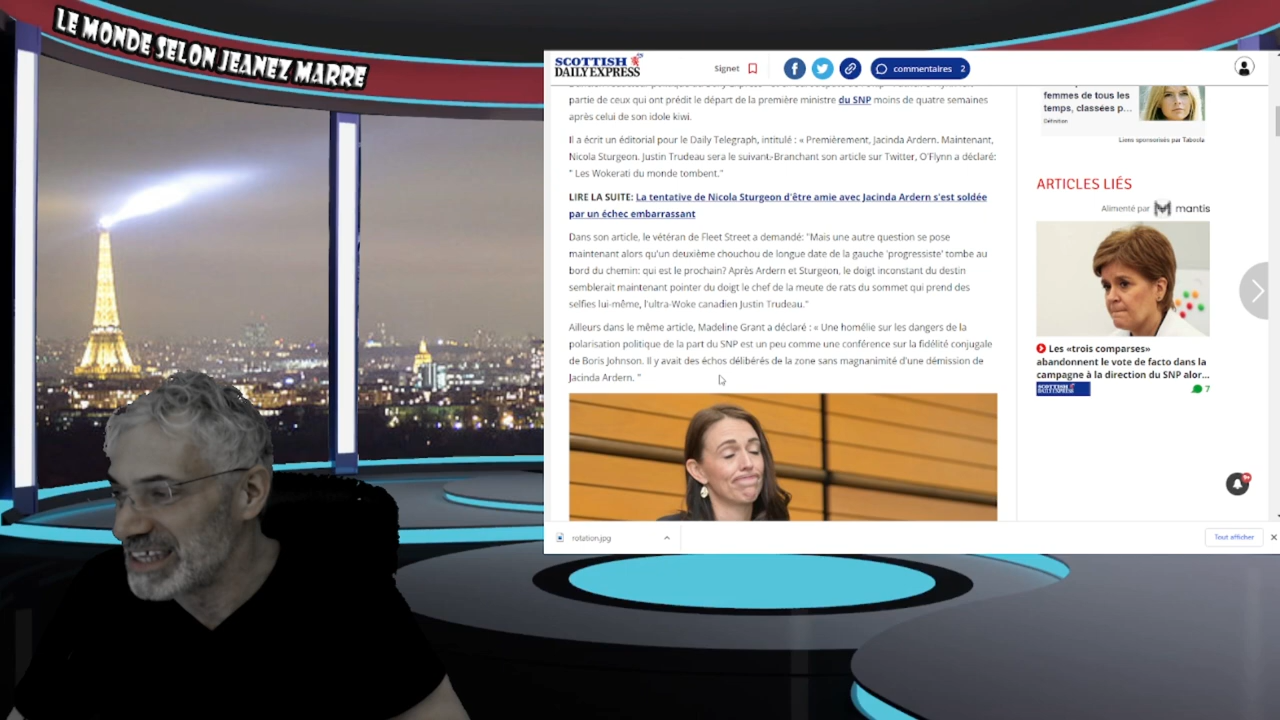 LE MONDE SELON JEANEZ MARRE
SCOTTISH
DAILY EXPRESS
Signet
commentaires 2
partie de ceux qui ont prédit le départ de la première ministre du SNP moins de quatre semaines
après celui de son idole kiwi.
Il a écrit un éditorial pour le Daily Telegraph, intitulé : « Premièrement, Jacinda Ardern. Maintenant,
Nicola Sturgeon. Justin Trudeau sera le suivant.-Branchant son article sur Twitter, O'Flynn a déclaré:
" Les Wokerati du monde tombent."
LIRE LA SUITE: La tentative de Nicola Sturgeon d'être amie avec Jacinda Ardern s'est soldée
par un échec embarrassant
Dans son article, le vétéran de Fleet Street a demandé: "Mais une autre question se pose
maintenant alors qu'un deuxième chouchou de longue date de la gauche 'progressiste' tombe au
bord du chemin: qui est le prochain? Après Ardern et Sturgeon, le doigt inconstant du destin
semblerait maintenant pointer du doigt le chef de la meute de rats du sommet qui prend des
selfies lui-même, l'ultra-Woke canadien Justin Trudeau."
Ailleurs dans le même article, Madeline Grant a déclaré : « Une homélie sur les dangers de la
polarisation politique de la part du SNP est un peu comme une conférence sur la fidélité conjugale
de Boris Johnson. Il y avait des échos délibérés de la zone sans magnanimité d'une démission de
Jacinda Ardern. "
femmes de tous les
temps, classées p...
Définition
Liens sponsorisés par Taboola
ARTICLES LIÉS
Alimenté par mantis
Les «trois comparses»
abandonnent le vote de facto dans la
campagne à la direction du SNP alor...
SCOTTISH
DAILY EXPRESS
7
9+
rotation.jpg
Tout afficher